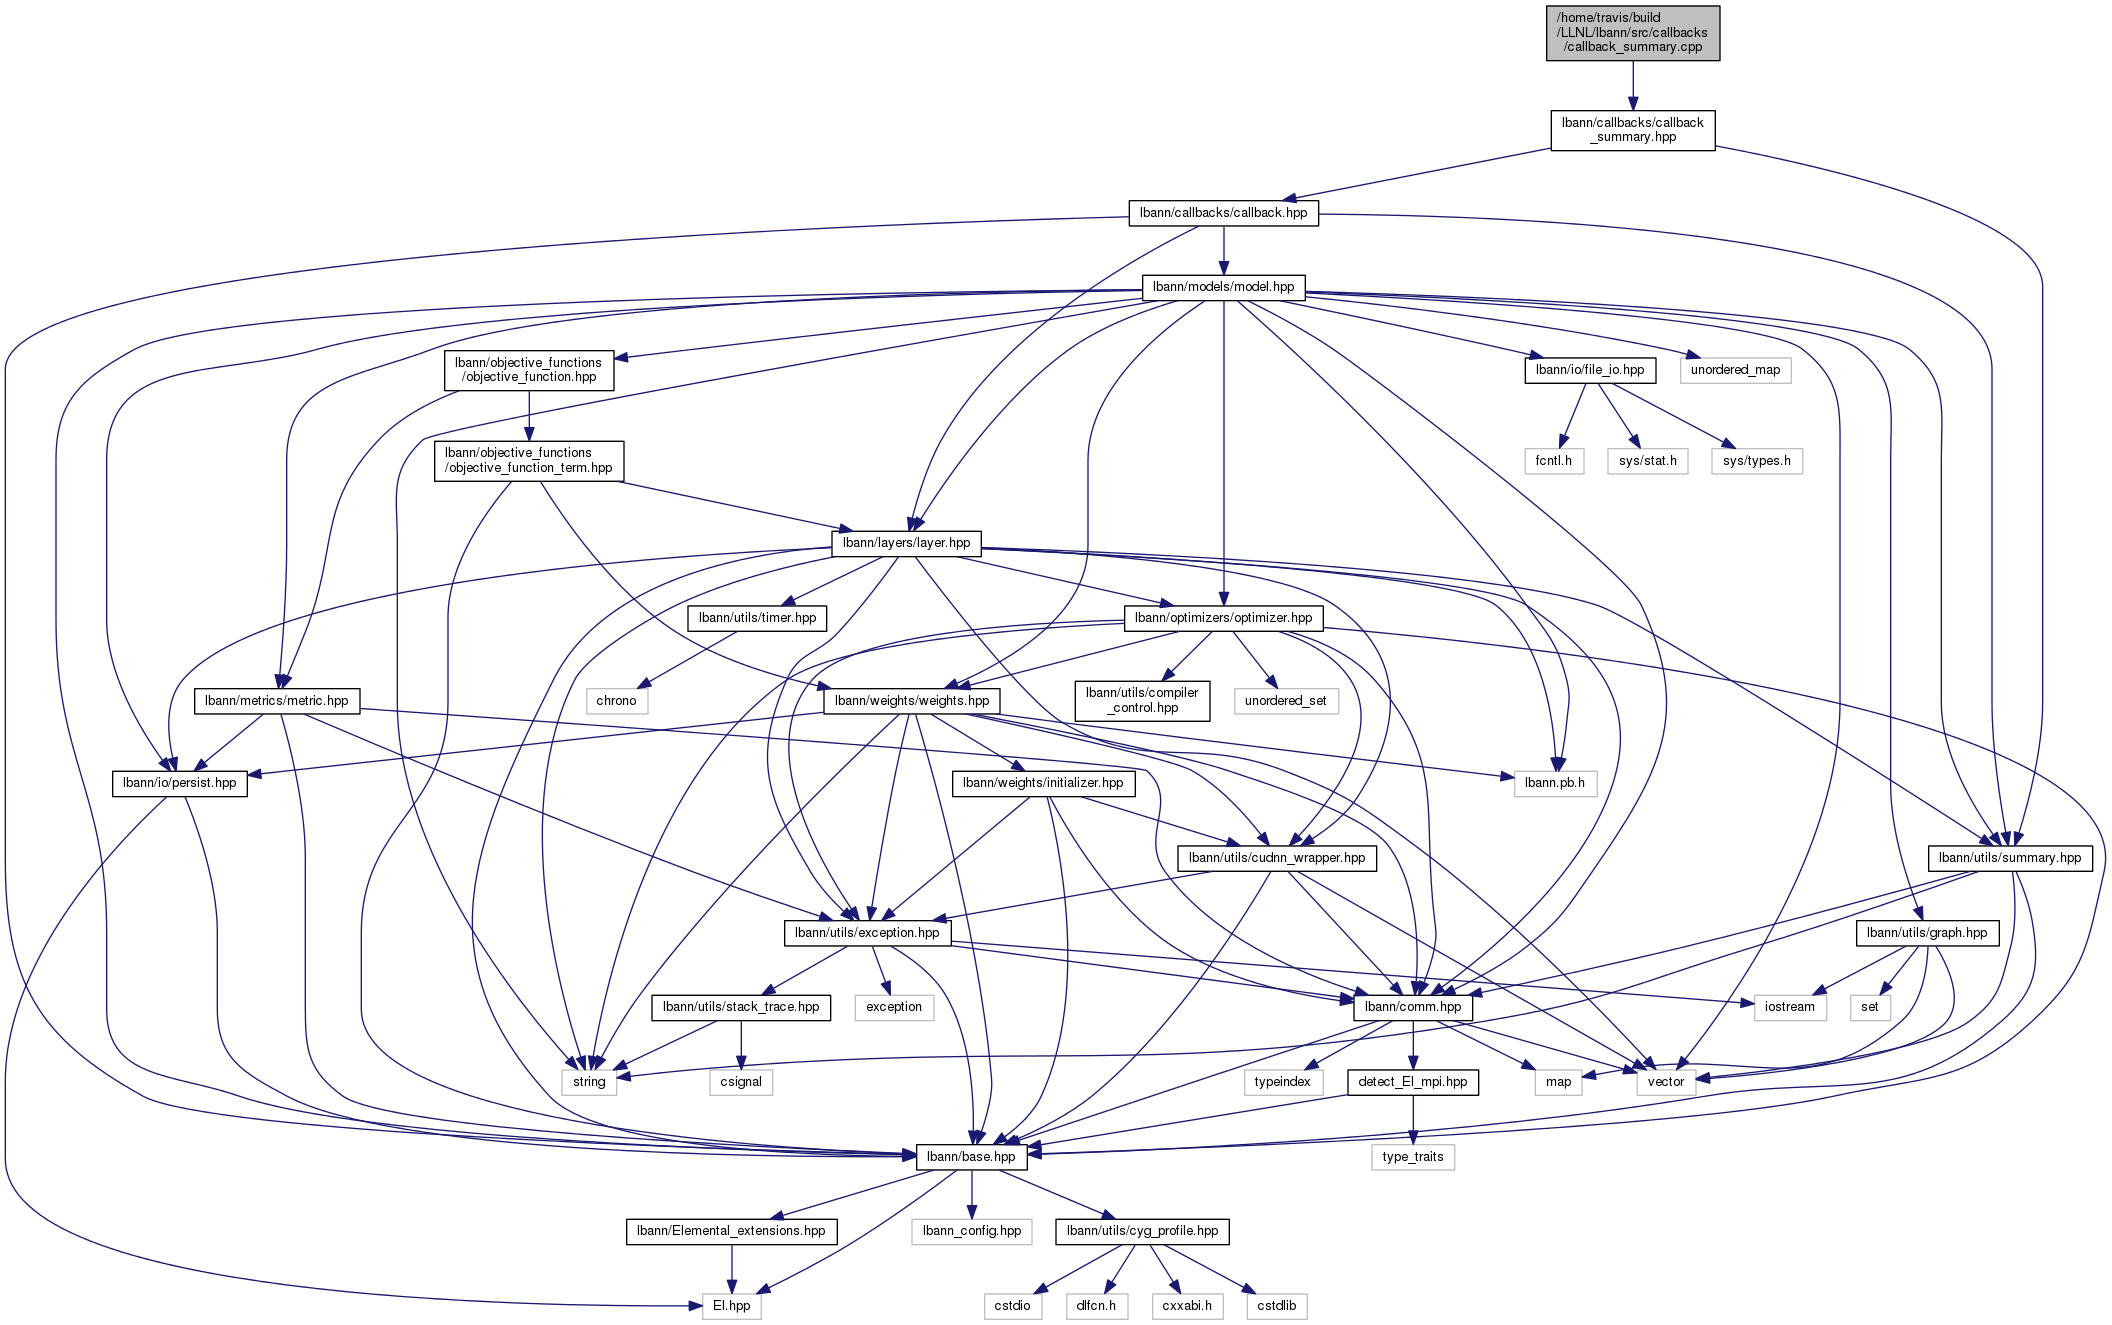 /home/travis/build
/LLNL/lbann/src/callbacks
/callback_summary.cpp
lbann/callbacks/callback
_summary.hpp
lbann/callbacks/callback.hpp
lbann/models/model.hpp
lbann/objective_functions
/objective_function.hpp
lbann/io/file_io.hpp
unordered_map
lbann/objective_functions
/objective_function_term.hpp
fcntl.h
sys/stat.h
sys/types.h
lbann/layers/layer.hpp
lbann/utils/timer.hpp
lbann/optimizers/optimizer.hpp
lbann/metrics/metric.hpp
chrono
lbann/weights/weights.hpp
lbann/utils/compiler
_control.hpp
unordered_set
lbann/io/persist.hpp
lbann/weights/initializer.hpp
lbann.pb.h
lbann/utils/cudnn_wrapper.hpp
lbann/utils/summary.hpp
lbann/utils/exception.hpp
lbann/utils/graph.hpp
lbann/utils/stack_trace.hpp
exception
lbann/comm.hpp
iostream
set
string
csignal
typeindex
detect_El_mpi.hpp
map
vector
lbann/base.hpp
type_traits
lbann/Elemental_extensions.hpp
lbann_config.hpp
lbann/utils/cyg_profile.hpp
El.hpp
cstdio
dlfcn.h
cxxabi.h
cstdlib